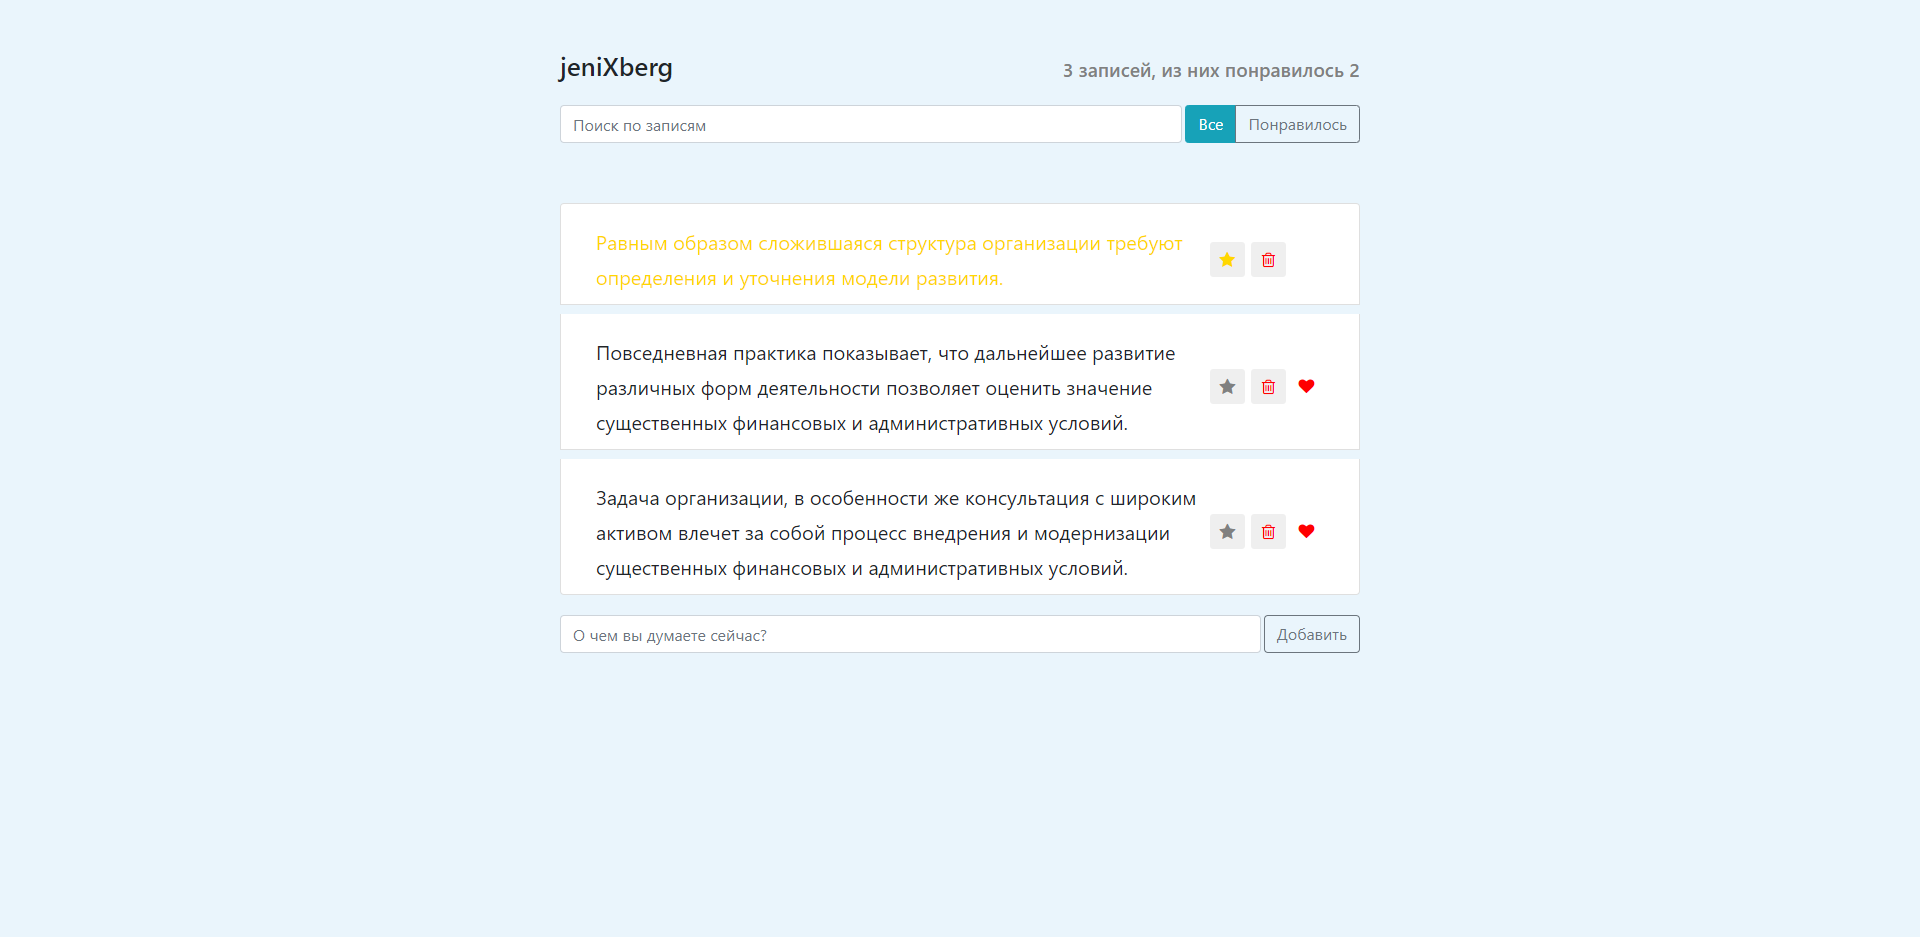 jeniXberg
3 записей, из них понравилось 2
Поиск по записям
Все
Понравилось
Равным образом сложившаяся структура организации требуют
определения и уточнения модели развития.
Повседневная практика показывает, что дальнейшее развитие
различных форм деятельности позволяет оценить значение
существенных финансовых и административных условий.
Задача организации, в особенности же консультация с широким
активом влечет за собой процесс внедрения и модернизации
существенных финансовых и административных условий.
О чем вы думаете сейчас?
Добавить